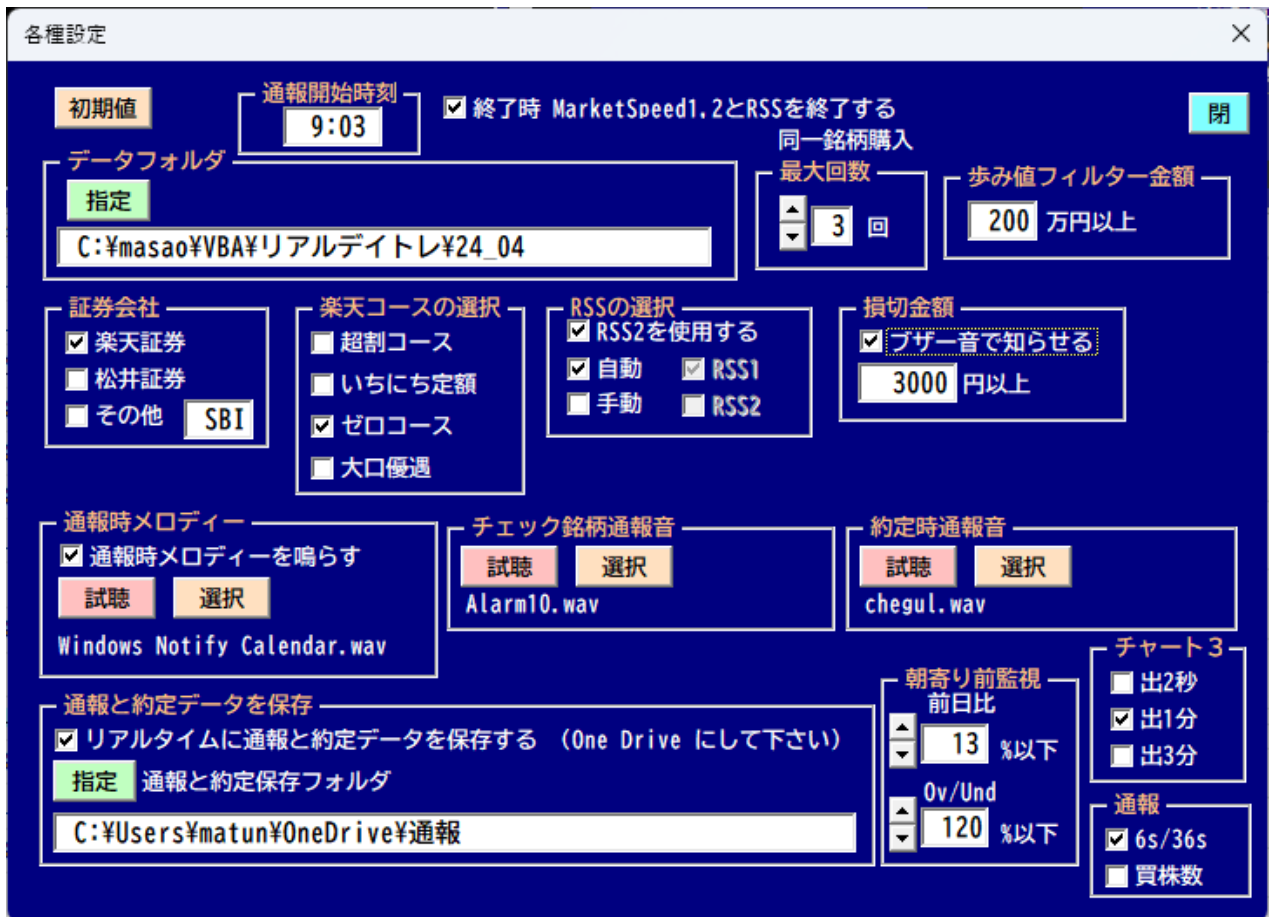 各種設定
初期値
通報開始時刻
9:03
終了時 MarketSpeed1.2とRSSを終了する
閉
データフォルダ
指定
C:¥masao¥VBA¥リアルデイトレ¥24_04
同一銘柄購入
最大回数
3 回
歩み値フィルター金額
200 万円以上
証券会社
楽天証券
松井証券
その他 SBI
楽天コースの選択
超割コース
いちにち定額
ゼロコース
大口優遇
RSSの選択
RSS2を使用する
自動 RSS1
手動 RSS2
損切金額
ブザー音で知らせる
3000 円以上
通報時メロディー
通報時メロディーを鳴らす
試聴 選択
Windows Notify Calendar.wav
チェック銘柄通報音
試聴 選択
Alarm10.wav
約定時通報音
試聴 選択
chegul.wav
通報と約定データを保存
リアルタイムに通報と約定データを保存する （One Drive にして下さい）
指定 通報と約定保存フォルダ
C:¥Users¥matun¥OneDrive¥通報
朝寄り前監視
前日比
13 %以下
Ov/Und
120 %以下
チャート３
出2秒
出1分
出3分
通報
6s/36s
買株数